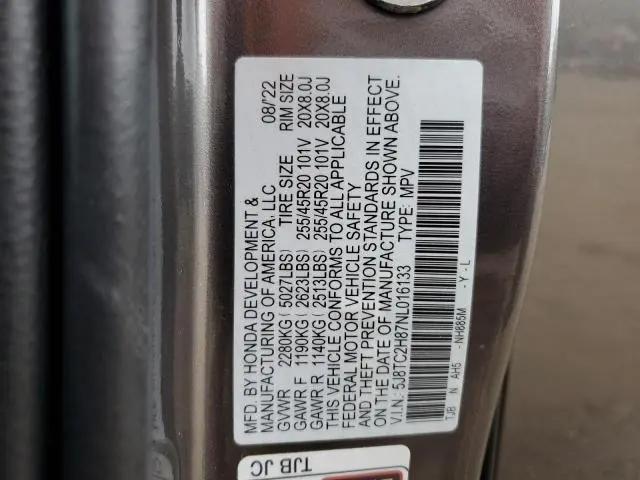 MFD. BY HONDA DEVELOPMENT &
MANUFACTURING OF AMERICA, LLC 08/'22
GVWR 2280KG ( 5027LBS) TIRE SIZE RIM SIZE
GAWR F 1190KG ( 2623LBS) 255/45R20 101V 20X8.0J
GAWR R 1140KG ( 2513LBS) 255/45R20 101V 20X8.0J
THIS VEHICLE CONFORMS TO ALL APPLICABLE
FEDERAL MOTOR VEHICLE SAFETY
AND THEFT PREVENTION STANDARDS IN EFFECT
ON THE DATE OF MANUFACTURE SHOWN ABOVE.
V.I.N.: 5J8TC2H87NL016133 TYPE: MPV
TJB N AH5 - NH885M - Y - L
TJB JC